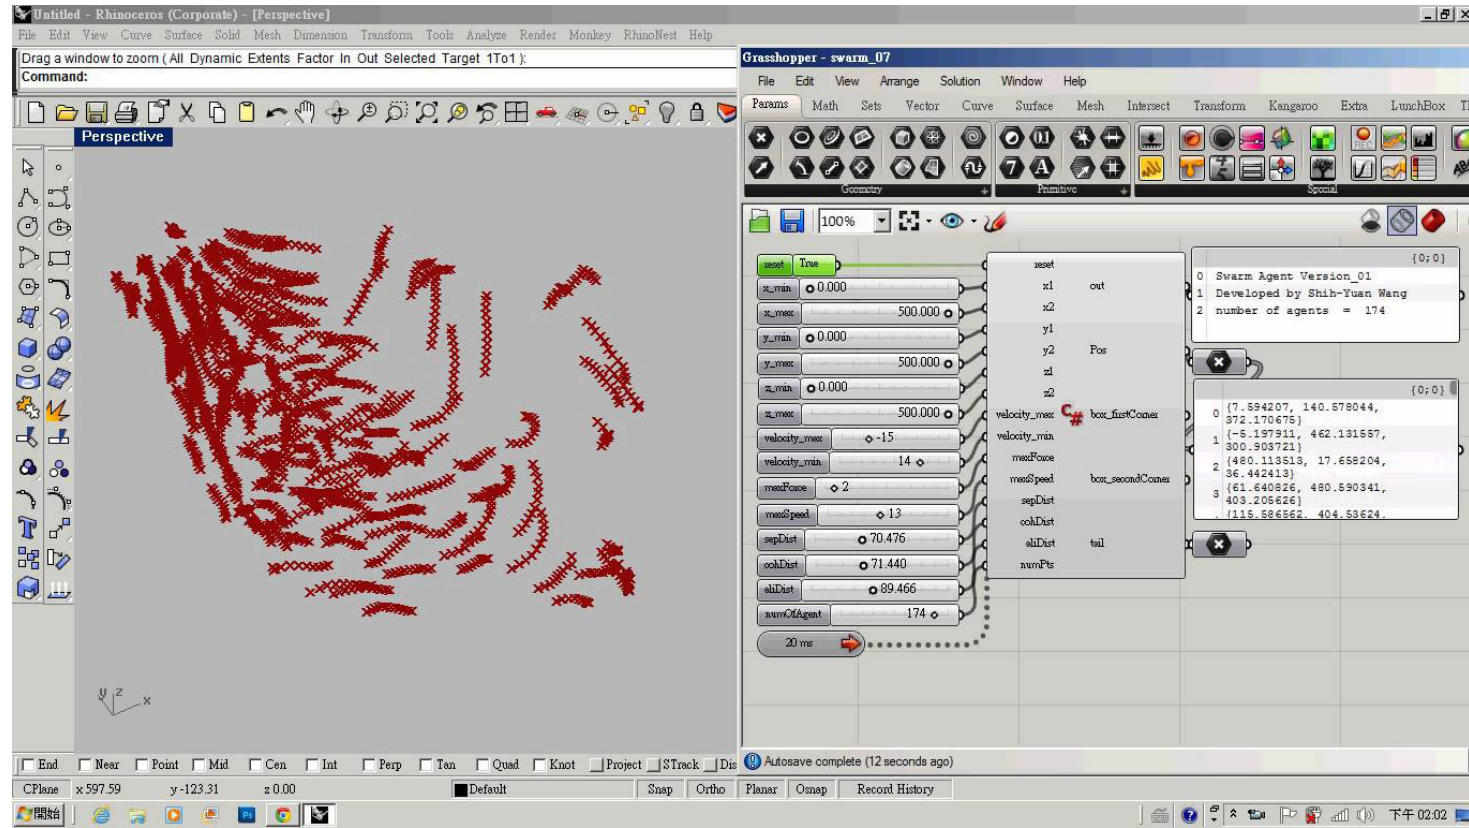 Untitled - Rhinoceros (Corporate) - [Perspective]
File Edit View Curve Surface Solid Mesh Dimension Transform Tools Analyze Render Monkey RhinoNest Help
Drag a window to zoom ( All Dynamic Extents Factor In Out Selected Target 1To1 ):
Command:
Perspective
y z x
End Near Point Mid Cen Int Perp Tan Quad Knot Project STrack Dis
CPlane x 597.59 y -123.31 z 0.00 Default Snap Ortho Planar Osnap Record History
Grasshopper - swarm_07
File Edit View Arrange Solution Window Help
Params Math Sets Vector Curve Surface Mesh Intersect Transform Kangaroo Extra LunchBox
Geometry Primitive Special
100%
reset True
x_min 0.000
x_max 500.000
y_min 0.000
y_max 500.000
z_min 0.000
z_max 500.000
velocity_max -15
velocity_min 14
maxForce 2
maxSpeed 13
sepDist 70.476
cohDist 71.440
aliDist 89.466
numOfAgent 174
20 ms
reset
x1 out
x2
y1
y2 Pos
z1
z2
velocity_max C# box_firstCorner
velocity_min
maxForce
maxSpeed box_secondCorner
sepDist
cohDist
aliDist tail
numPts
{0;0}
0 Swarm Agent Version_01
1 Developed by Shih-Yuan Wang
2 number of agents = 174
{0;0}
0 {7.594207, 140.578044,
372.170675}
1 {-5.197911, 462.131557,
300.903721}
2 {480.113513, 17.658204,
36.442413}
3 {61.640826, 480.590341,
403.205626}
{115.586562, 404.53624,
Autosave complete (12 seconds ago)
開始
Ps
下午 02:02